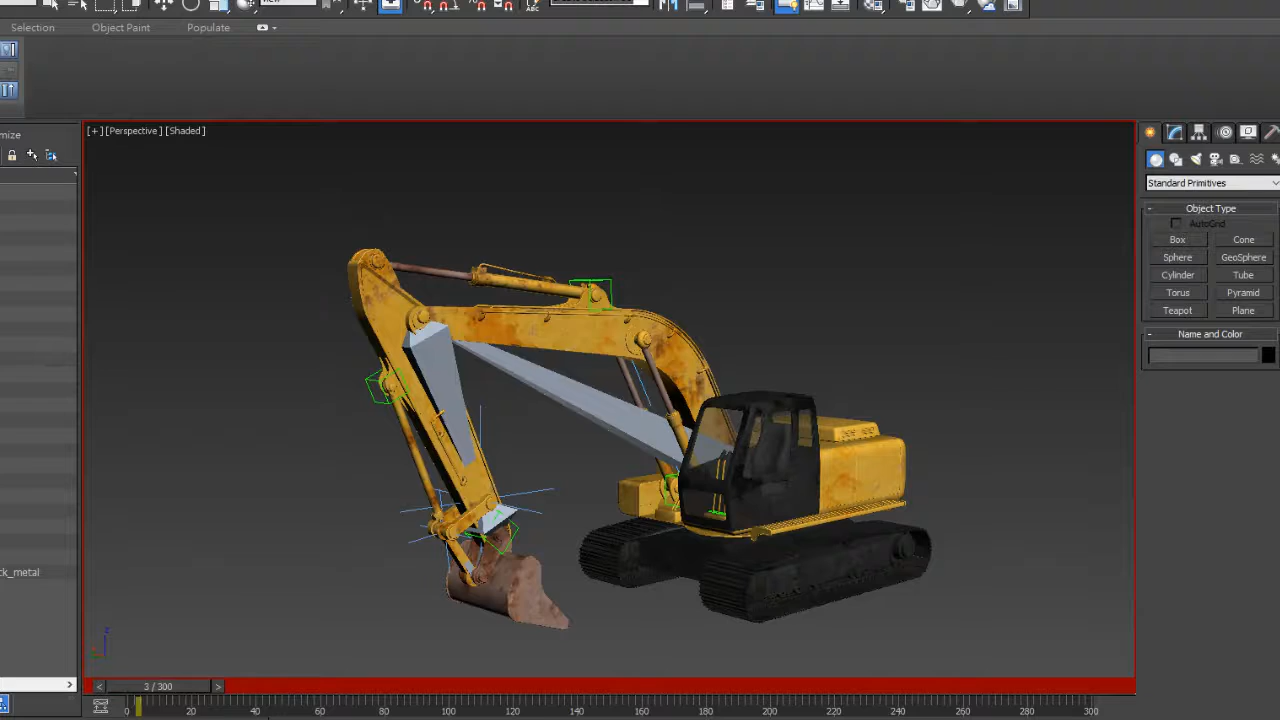 Selection Object Paint Populate
[+] [Perspective] [Shaded]
Standard Primitives
- Object Type
AutoGrid
Box Cone
Sphere GeoSphere
Cylinder Tube
Torus Pyramid
Teapot Plane
- Name and Color
ck_metal
z
< 3 / 300 >
0 20 40 60 80 100 120 140 160 180 200 220 240 260 280 300